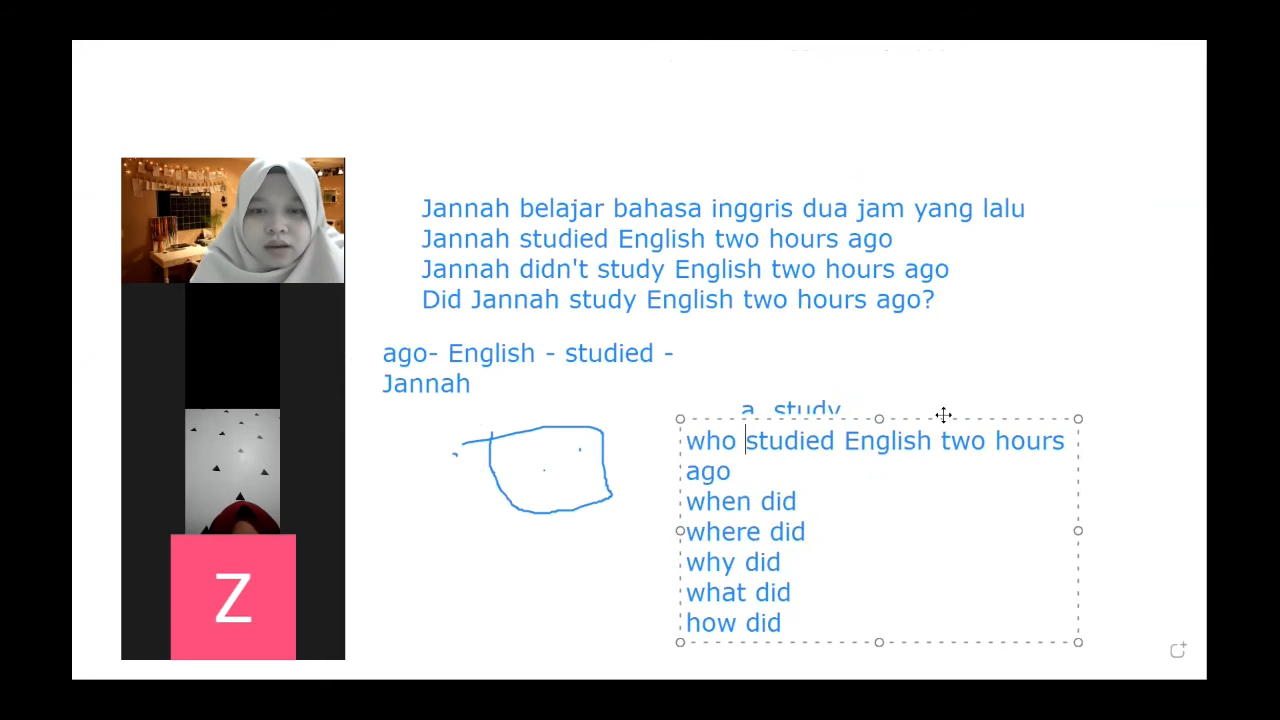 Jannah belajar bahasa inggris dua jam yang lalu
Jannah studied English two hours ago
Jannah didn't study English two hours ago
Did Jannah study English two hours ago?
ago- English - studied -
Jannah
a study
who studied English two hours
ago
when did
where did
why did
what did
how did
Z